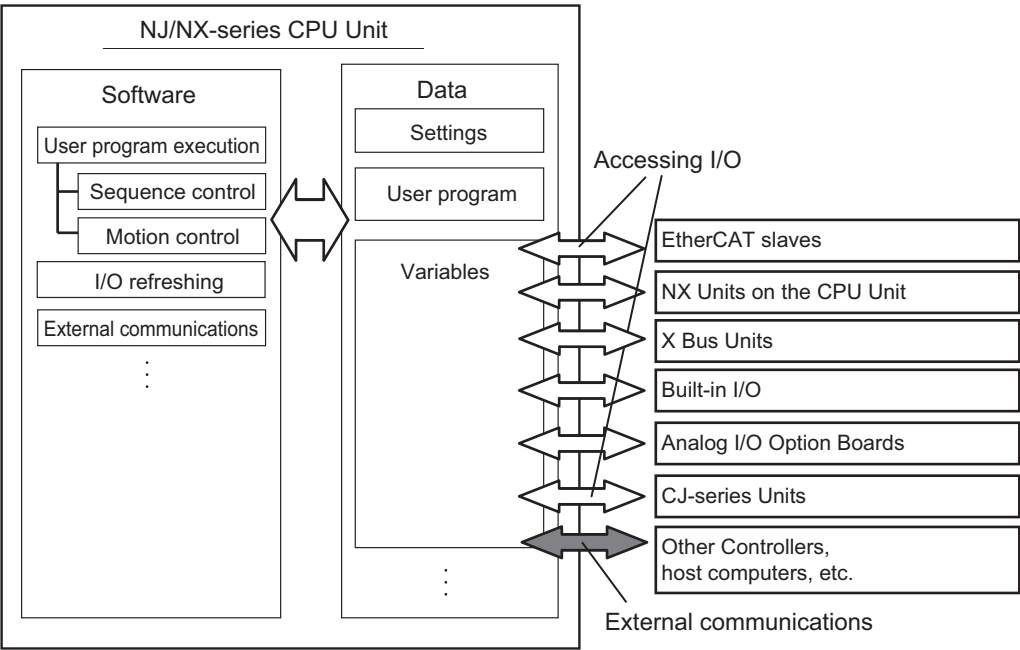 NJ/NX-series CPU Unit
Software
User program execution
Sequence control
Motion control
I/O refreshing
External communications
Data
Settings
User program
Variables
Accessing I/O
EtherCAT slaves
NX Units on the CPU Unit
X Bus Units
Built-in I/O
Analog I/O Option Boards
CJ-series Units
Other Controllers,
host computers, etc.
External communications